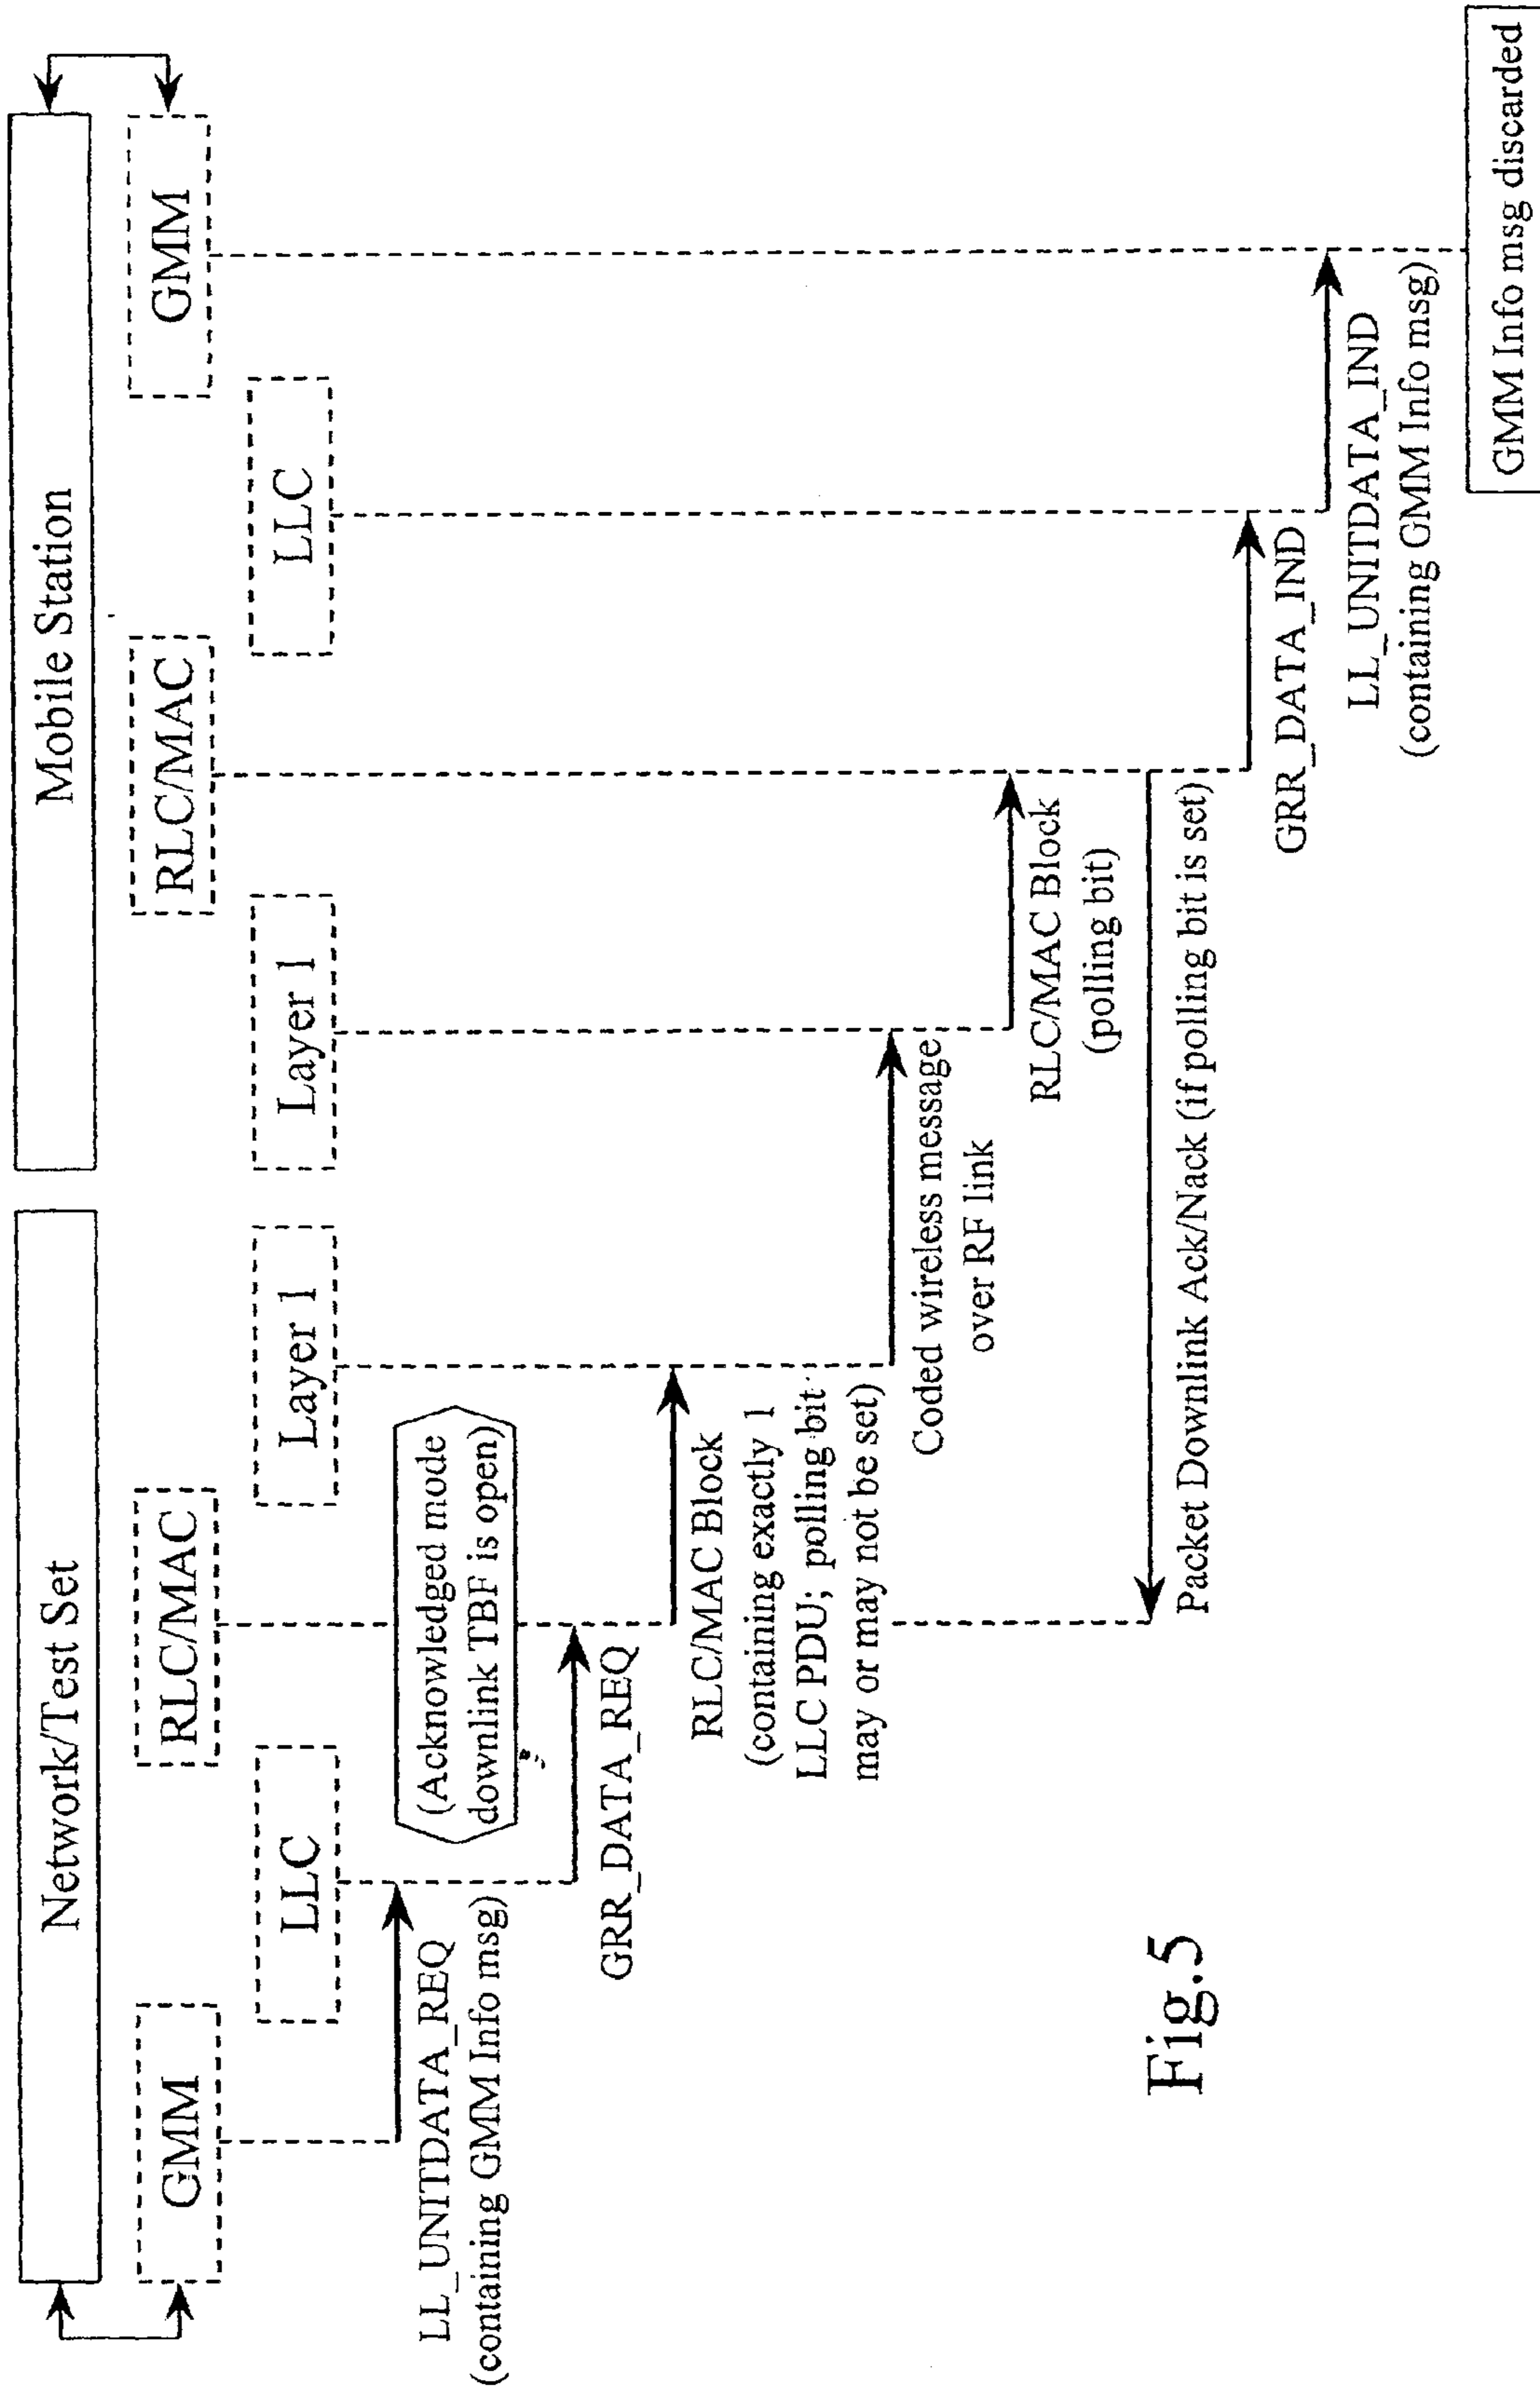 Network/Test Set
Mobile Station
GMM
LLC
RLC/MAC
Layer 1
Layer 1
RLC/MAC
LLC
GMM
LL_UNITDATA_REQ
(containing GMM Info msg)
(Acknowledged mode
downlink TBF is open)
GRR_DATA_REQ
RLC/MAC Block
(containing exactly 1
LLC PDU; polling bit
may or may not be set)
Coded wireless message
over RF link
RLC/MAC Block
(polling bit)
Packet Downlink Ack/Nack (if polling bit is set)
GRR_DATA_IND
LL_UNITDATA_IND
(containing GMM Info msg)
GMM Info msg discarded
Fig.5